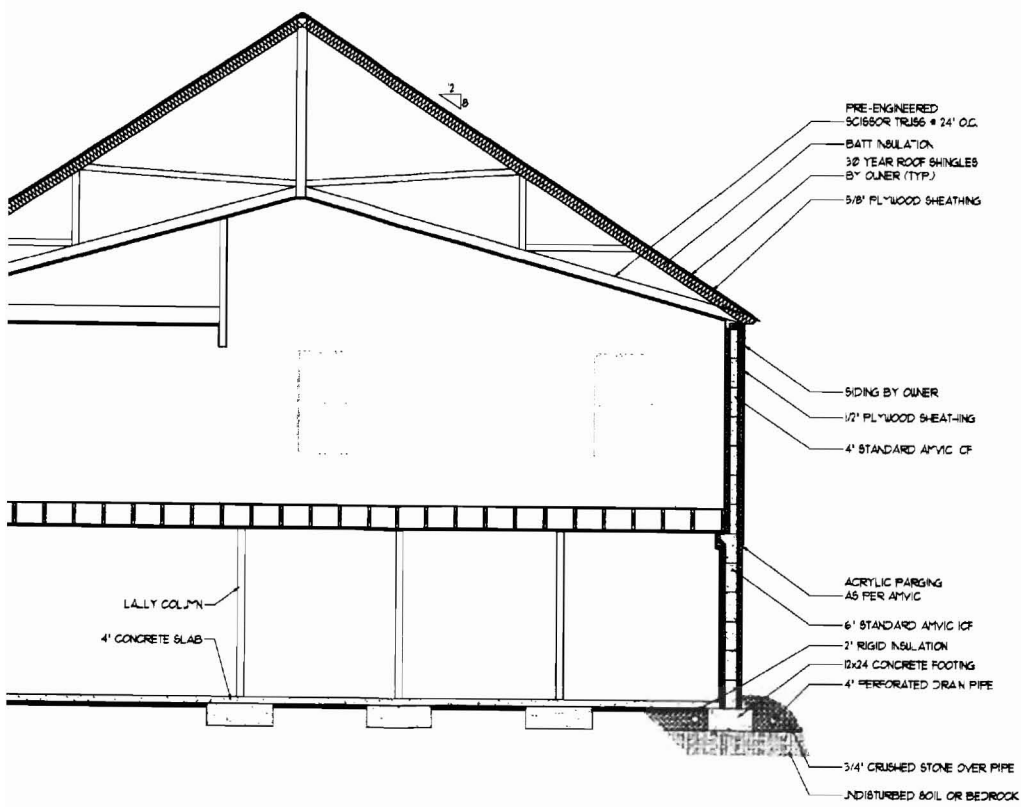 12
8
PRE-ENGINEERED
SCISSOR TRUSS @ 24" O.C.
BATT INSULATION
30 YEAR ROOF SHINGLES
BY OWNER (TYP.)
5/8" PLYWOOD SHEATHING
SIDING BY OWNER
1/2" PLYWOOD SHEATHING
4" STANDARD AMVIC ICF
ACRYLIC PARGING
AS PER AMVIC
6" STANDARD AMVIC ICF
2" RIGID INSULATION
12x24 CONCRETE FOOTING
4" PERFORATED DRAIN PIPE
3/4" CRUSHED STONE OVER PIPE
UNDISTURBED SOIL OR BEDROCK
LALLY COLUMN
4" CONCRETE SLAB